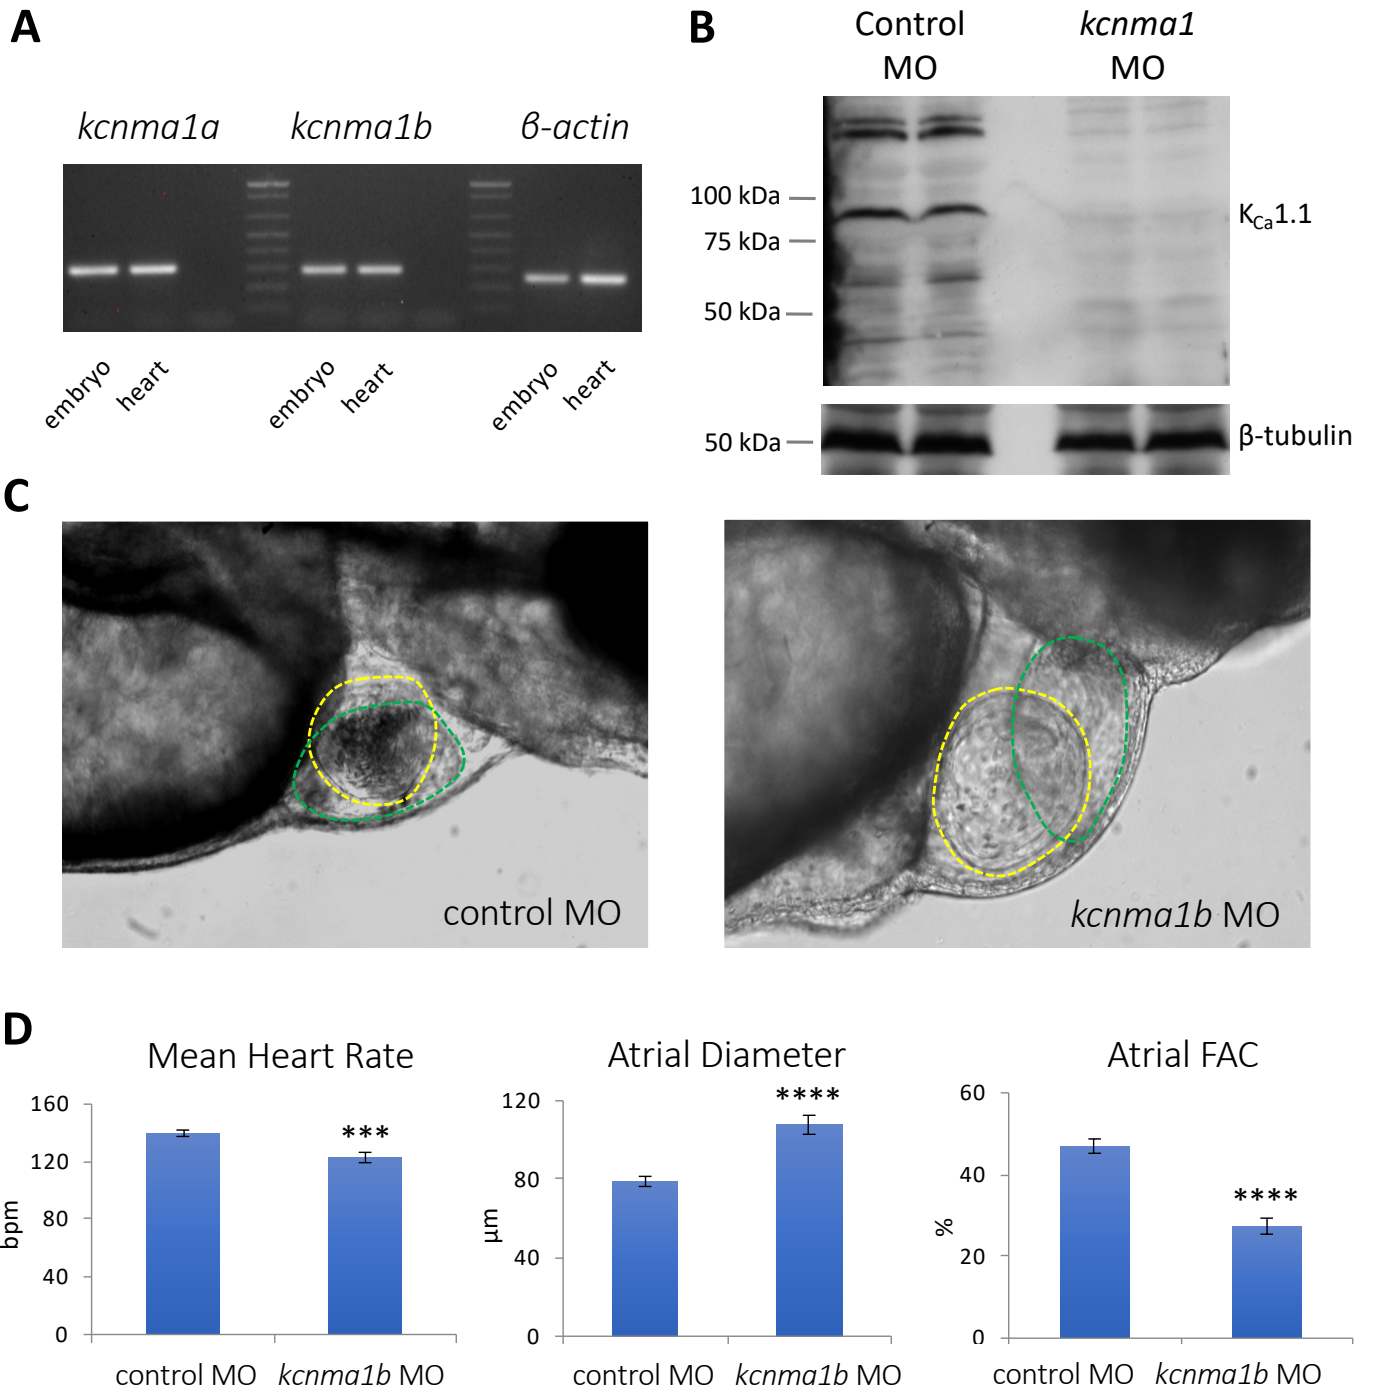 A
kcnma1a kcnma1b β-actin
embryo heart embryo heart embryo heart
B
Control MO kcnma1 MO
100 kDa
KCa1.1
75 kDa
50 kDa
50 kDa β-tubulin
C
control MO kcnma1b MO
D
Mean Heart Rate
160
120
80
40
0
bpm
***
control MO kcnma1b MO
Atrial Diameter
120
80
40
0
µm
****
control MO kcnma1b MO
Atrial FAC
60
40
20
0
%
****
control MO kcnma1b MO